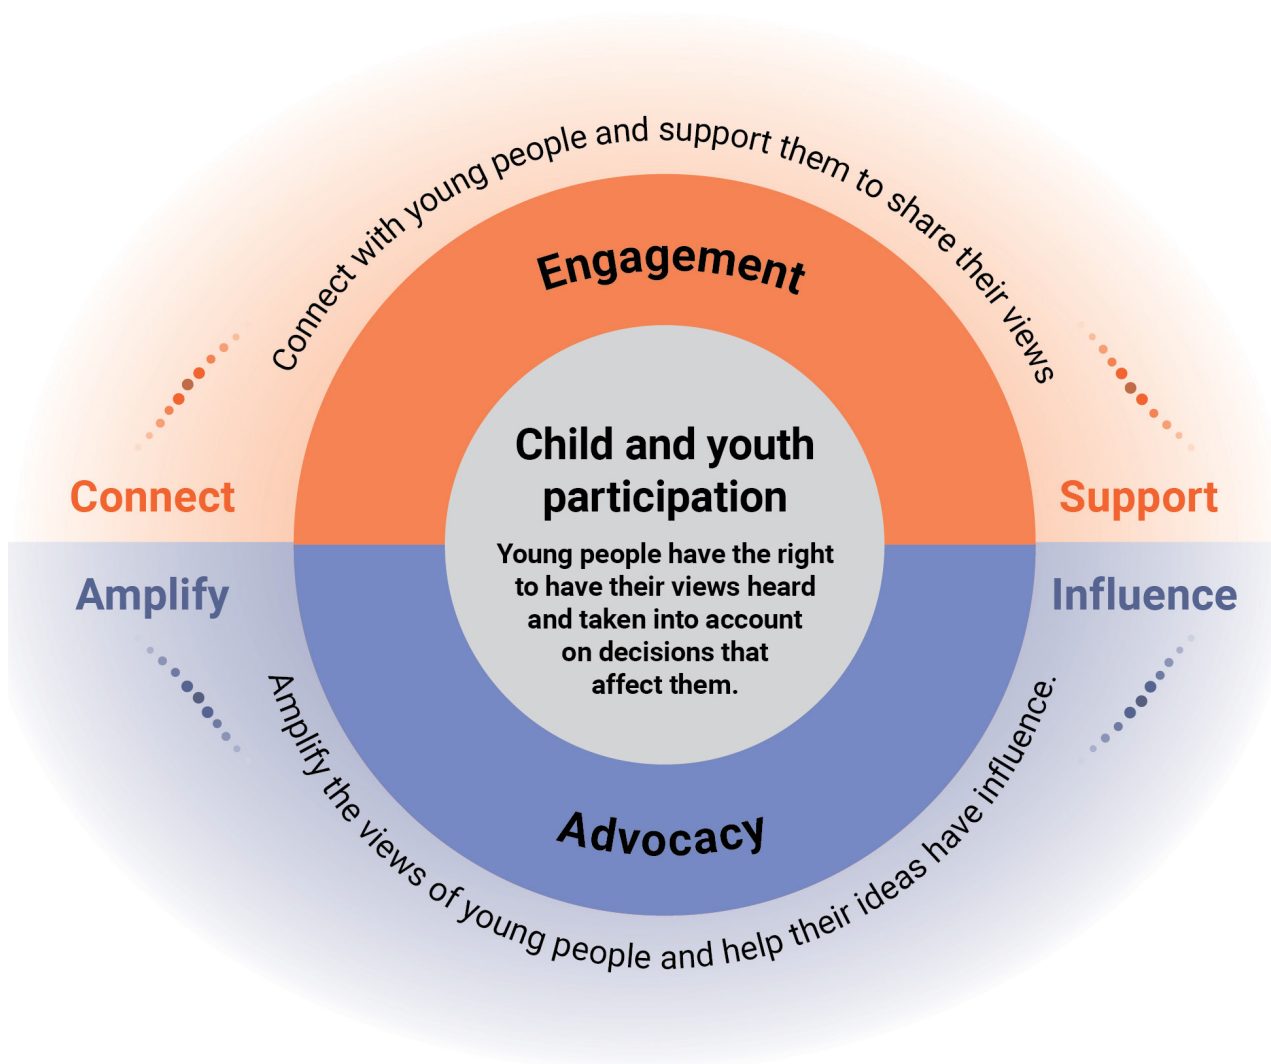 Connect with young people and support them to share their views
Engagement
Child and youth
participation
Young people have the right
to have their views heard
and taken into account
on decisions that
affect them.
Connect
Support
Amplify
Influence
Advocacy
Amplify the views of young people and help their ideas have influence.